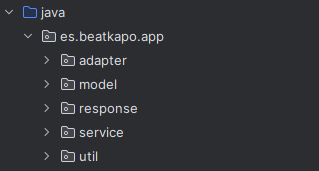 java
es.beatkapo.app
adapter
model
response
service
util